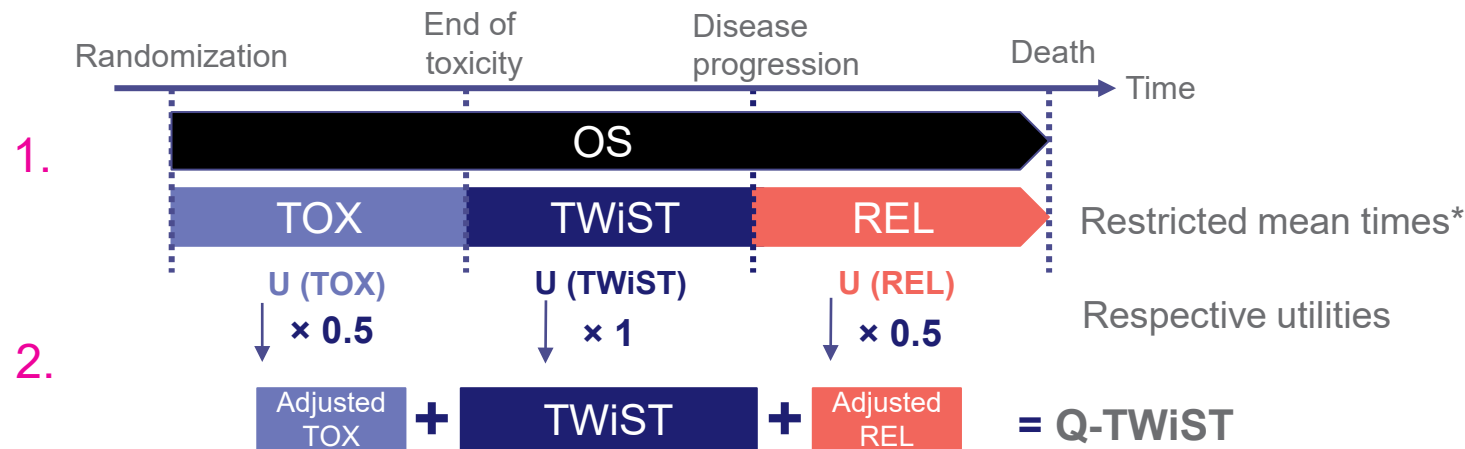 Randomization
End of
toxicity
Disease
progression
Death
Time
1.
OS
TOX
TWiST
REL
Restricted mean times*
U (TOX)
U (TWiST)
U (REL)
Respective utilities
× 0.5
× 1
× 0.5
2.
Adjusted
TOX
+
TWiST
+
Adjusted
REL
= Q-TWiST